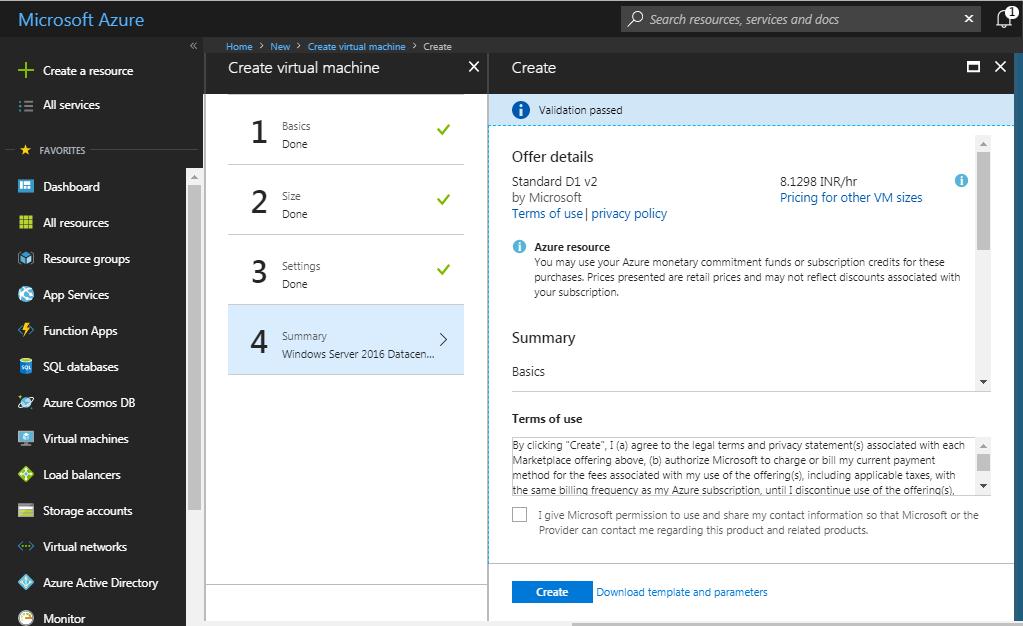 Microsoft Azure
Search resources, services and docs
1
Home > New > Create virtual machine > Create
Create a resource
All services
FAVORITES
Dashboard
All resources
Resource groups
App Services
Function Apps
SQL databases
Azure Cosmos DB
Virtual machines
Load balancers
Storage accounts
Virtual networks
Azure Active Directory
Monitor
Create virtual machine
1
Basics
Done
2
Size
Done
3
Settings
Done
4
Summary
Windows Server 2016 Datacen...
Create
Validation passed
Offer details
Standard D1 v2
by Microsoft
Terms of use | privacy policy
8.1298 INR/hr
Pricing for other VM sizes
Azure resource
You may use your Azure monetary commitment funds or subscription credits for these
purchases. Prices presented are retail prices and may not reflect discounts associated with
your subscription.
Summary
Basics
Terms of use
By clicking "Create", I (a) agree to the legal terms and privacy statement(s) associated with each
Marketplace offering above, (b) authorize Microsoft to charge or bill my current payment
method for the fees associated with my use of the offering(s), including applicable taxes, with
the same billing frequency as my Azure subscription, until I discontinue use of the offering(s),
I give Microsoft permission to use and share my contact information so that Microsoft or the
Provider can contact me regarding this product and related products.
Create
Download template and parameters